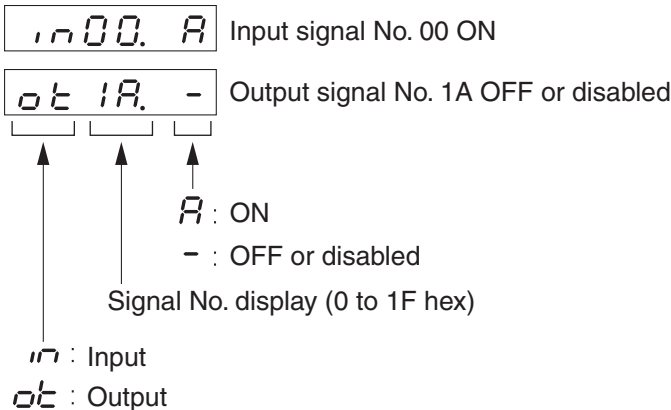 in00. A Input signal No. 00 ON
ot 1A. - Output signal No. 1A OFF or disabled
A : ON
- : OFF or disabled
Signal No. display (0 to 1F hex)
in : Input
ot : Output